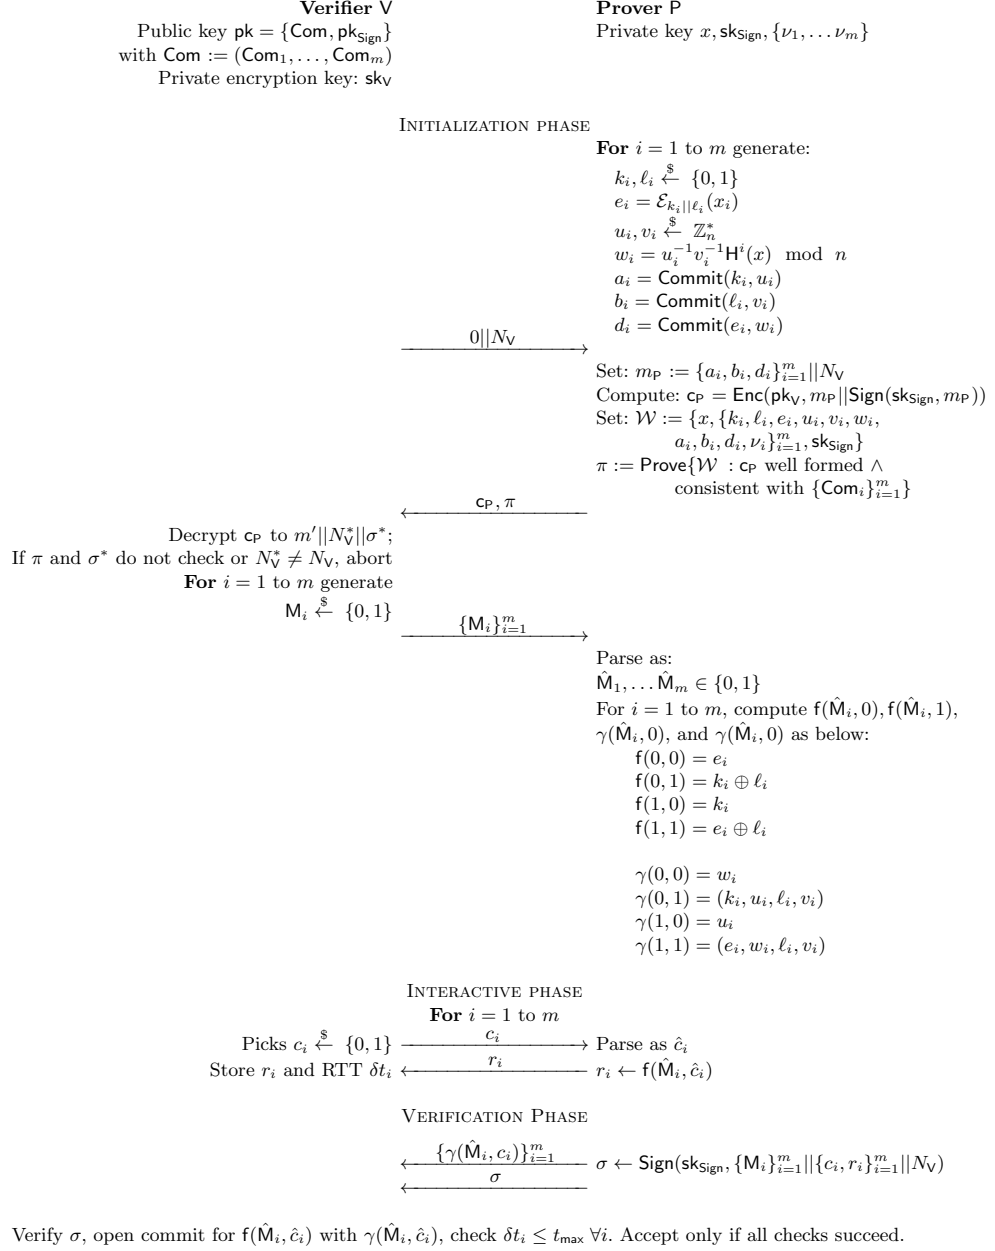 Verifier V
Prover P
Public key pk = {Com, pk_Sign}
with Com := (Com_1, …, Com_m)
Private encryption key: sk_V
Private key x, sk_Sign, {ν_1, … ν_m}
INITIALIZATION PHASE
For i = 1 to m generate:
k_i, ℓ_i ←$ {0, 1}
e_i = ℰ_{k_i||ℓ_i}(x_i)
u_i, v_i ←$ ℤ_n^*
w_i = u_i^{-1} v_i^{-1} H^i(x) mod n
a_i = Commit(k_i, u_i)
b_i = Commit(ℓ_i, v_i)
d_i = Commit(e_i, w_i)
0||N_V
Set: m_P := {a_i, b_i, d_i}_{i=1}^m||N_V
Compute: c_P = Enc(pk_V, m_P||Sign(sk_Sign, m_P))
Set: 𝒲 := {x, {k_i, ℓ_i, e_i, u_i, v_i, w_i,
a_i, b_i, d_i, ν_i}_{i=1}^m, sk_Sign}
π := Prove{𝒲 : c_P well formed ∧
consistent with {Com_i}_{i=1}^m}
c_P, π
Decrypt c_P to m′||N_V^*||σ^*;
If π and σ^* do not check or N_V^* ≠ N_V, abort
For i = 1 to m generate
M_i ←$ {0, 1}
{M_i}_{i=1}^m
Parse as:
M̂_1, … M̂_m ∈ {0, 1}
For i = 1 to m, compute f(M̂_i, 0), f(M̂_i, 1),
γ(M̂_i, 0), and γ(M̂_i, 0) as below:
f(0, 0) = e_i
f(0, 1) = k_i ⊕ ℓ_i
f(1, 0) = k_i
f(1, 1) = e_i ⊕ ℓ_i
γ(0, 0) = w_i
γ(0, 1) = (k_i, u_i, ℓ_i, v_i)
γ(1, 0) = u_i
γ(1, 1) = (e_i, w_i, ℓ_i, v_i)
INTERACTIVE PHASE
For i = 1 to m
Picks c_i ←$ {0, 1}
c_i
Parse as ĉ_i
Store r_i and RTT δt_i
r_i
r_i ← f(M̂_i, ĉ_i)
VERIFICATION PHASE
{γ(M̂_i, c_i)}_{i=1}^m
σ ← Sign(sk_Sign, {M_i}_{i=1}^m||{c_i, r_i}_{i=1}^m||N_V)
σ
Verify σ, open commit for f(M̂_i, ĉ_i) with γ(M̂_i, ĉ_i), check δt_i ≤ t_max ∀i. Accept only if all checks succeed.